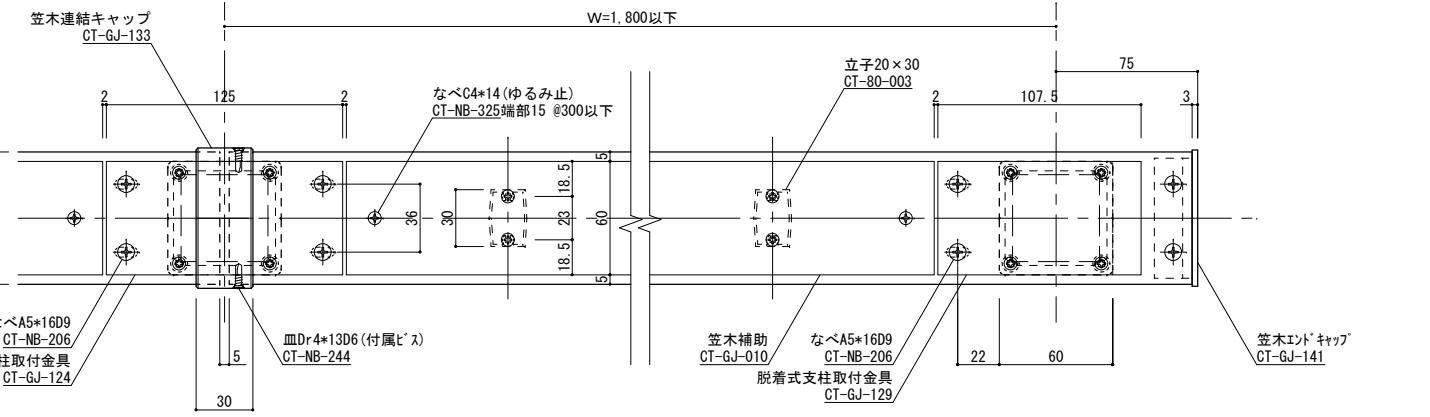 笠木連結キャップ
CT-GJ-133
W=1,800以下
立子20×30
CT-80-003
75
2
125
2
なべC4*14(ゆるみ止)
CT-NB-325端部15 @300以下
2
107.5
3
5
18.5
36
30
23
60
18.5
5
べA5*16D9
CT-NB-206
柱取付金具
CT-GJ-124
皿Dr4*13D6(付属ビス)
CT-NB-244
5
30
笠木補助
CT-GJ-010
なべA5*16D9
CT-NB-206
脱着式支柱取付金具
CT-GJ-129
22
60
笠木エンドキャップ
CT-GJ-141